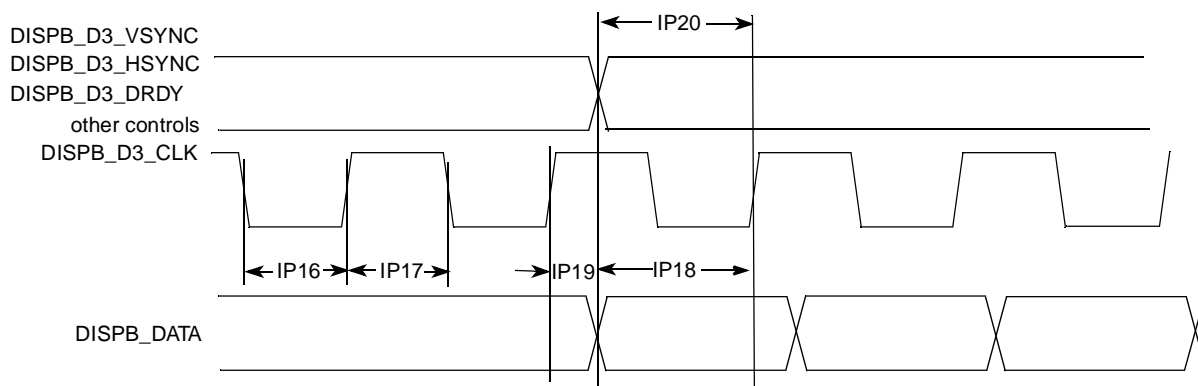 IP20
DISPB_D3_VSYNC
DISPB_D3_HSYNC
DISPB_D3_DRDY
other controls
DISPB_D3_CLK
IP16 IP17 IP19 IP18
DISPB_DATA